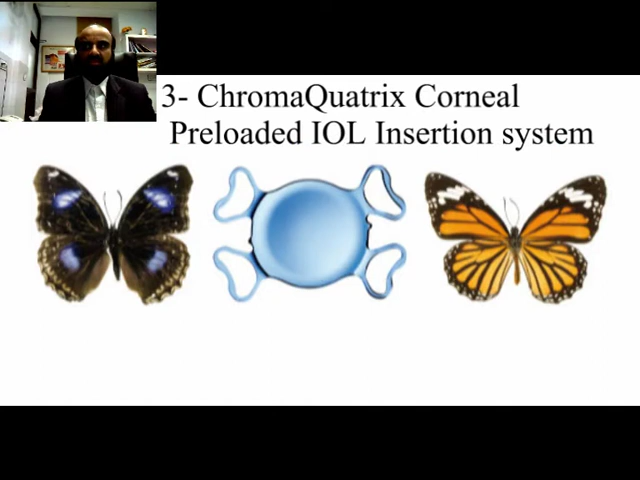 3- ChromaQuatrix Corneal
Preloaded IOL Insertion system